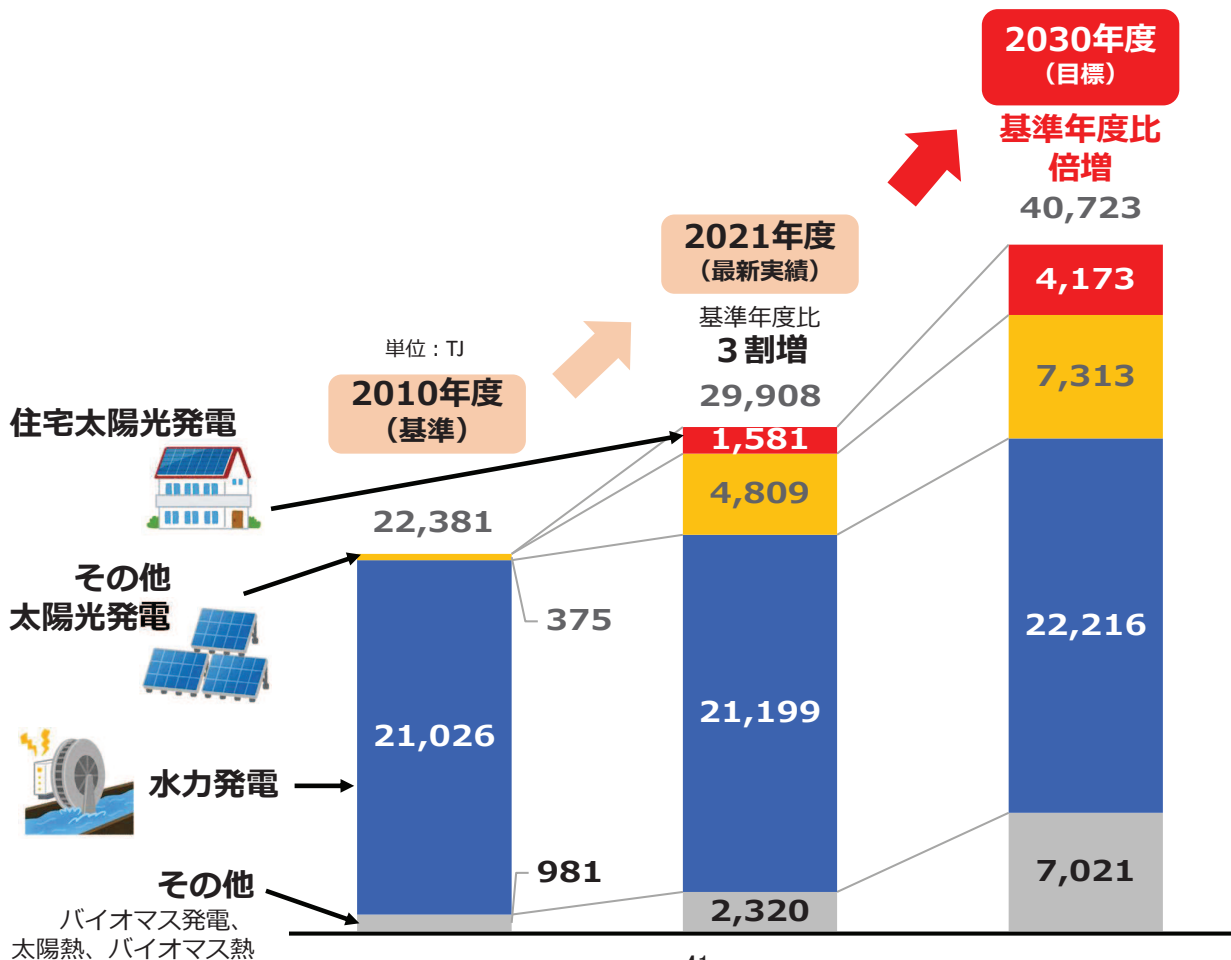 2030年度
（目標）
基準年度比
倍増
40,723
4,173
7,313
22,216
7,021
2021年度
（最新実績）
基準年度比
３割増
29,908
1,581
4,809
21,199
2,320
単位：TJ
2010年度
（基準）
22,381
375
21,026
981
住宅太陽光発電
その他
太陽光発電
水力発電
その他
バイオマス発電、
太陽熱、バイオマス熱